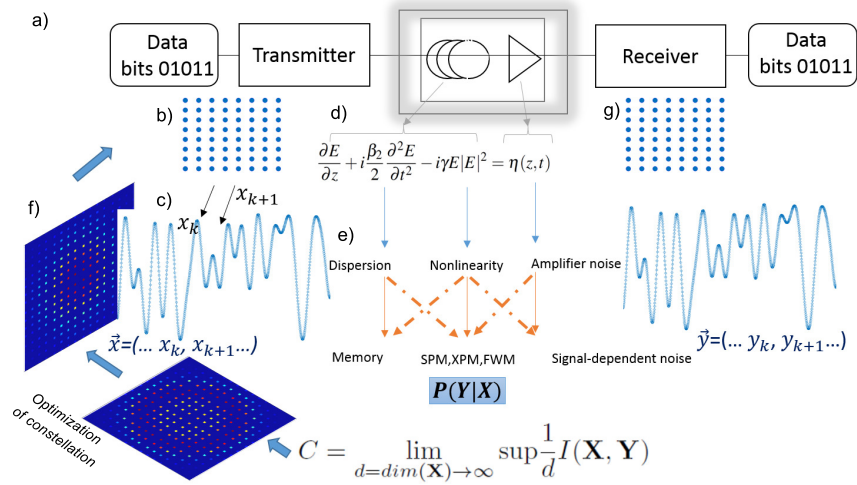 a)
Data
bits 01011
Transmitter
Receiver
Data
bits 01011
b)
d)
g)
∂E/∂z + i β₂/2 ∂²E/∂t² − iγE|E|² = η(z,t)
f)
c)
x_k
x_{k+1}
e)
Dispersion
Nonlinearity
Amplifier noise
x⃗=(... x_k, x_{k+1}...)
y⃗=(... y_k, y_{k+1}...)
Memory
SPM,XPM,FWM
Signal-dependent noise
P(Y|X)
Optimization
of constellation
C = lim_{d=dim(X)→∞} sup 1/d I(X, Y)